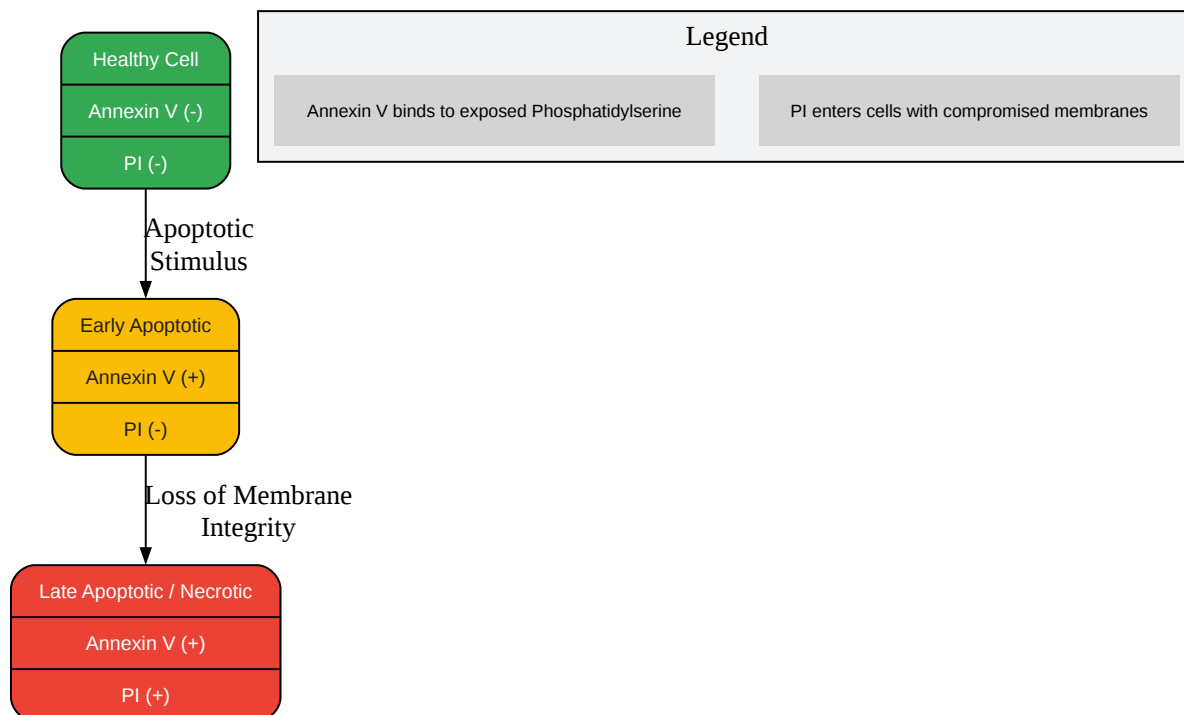 Healthy Cell
Annexin V (-)
PI (-)
Legend
Annexin V binds to exposed Phosphatidylserine
PI enters cells with compromised membranes
Apoptotic
Stimulus
Early Apoptotic
Annexin V (+)
PI (-)
Loss of Membrane
Integrity
Late Apoptotic / Necrotic
Annexin V (+)
PI (+)